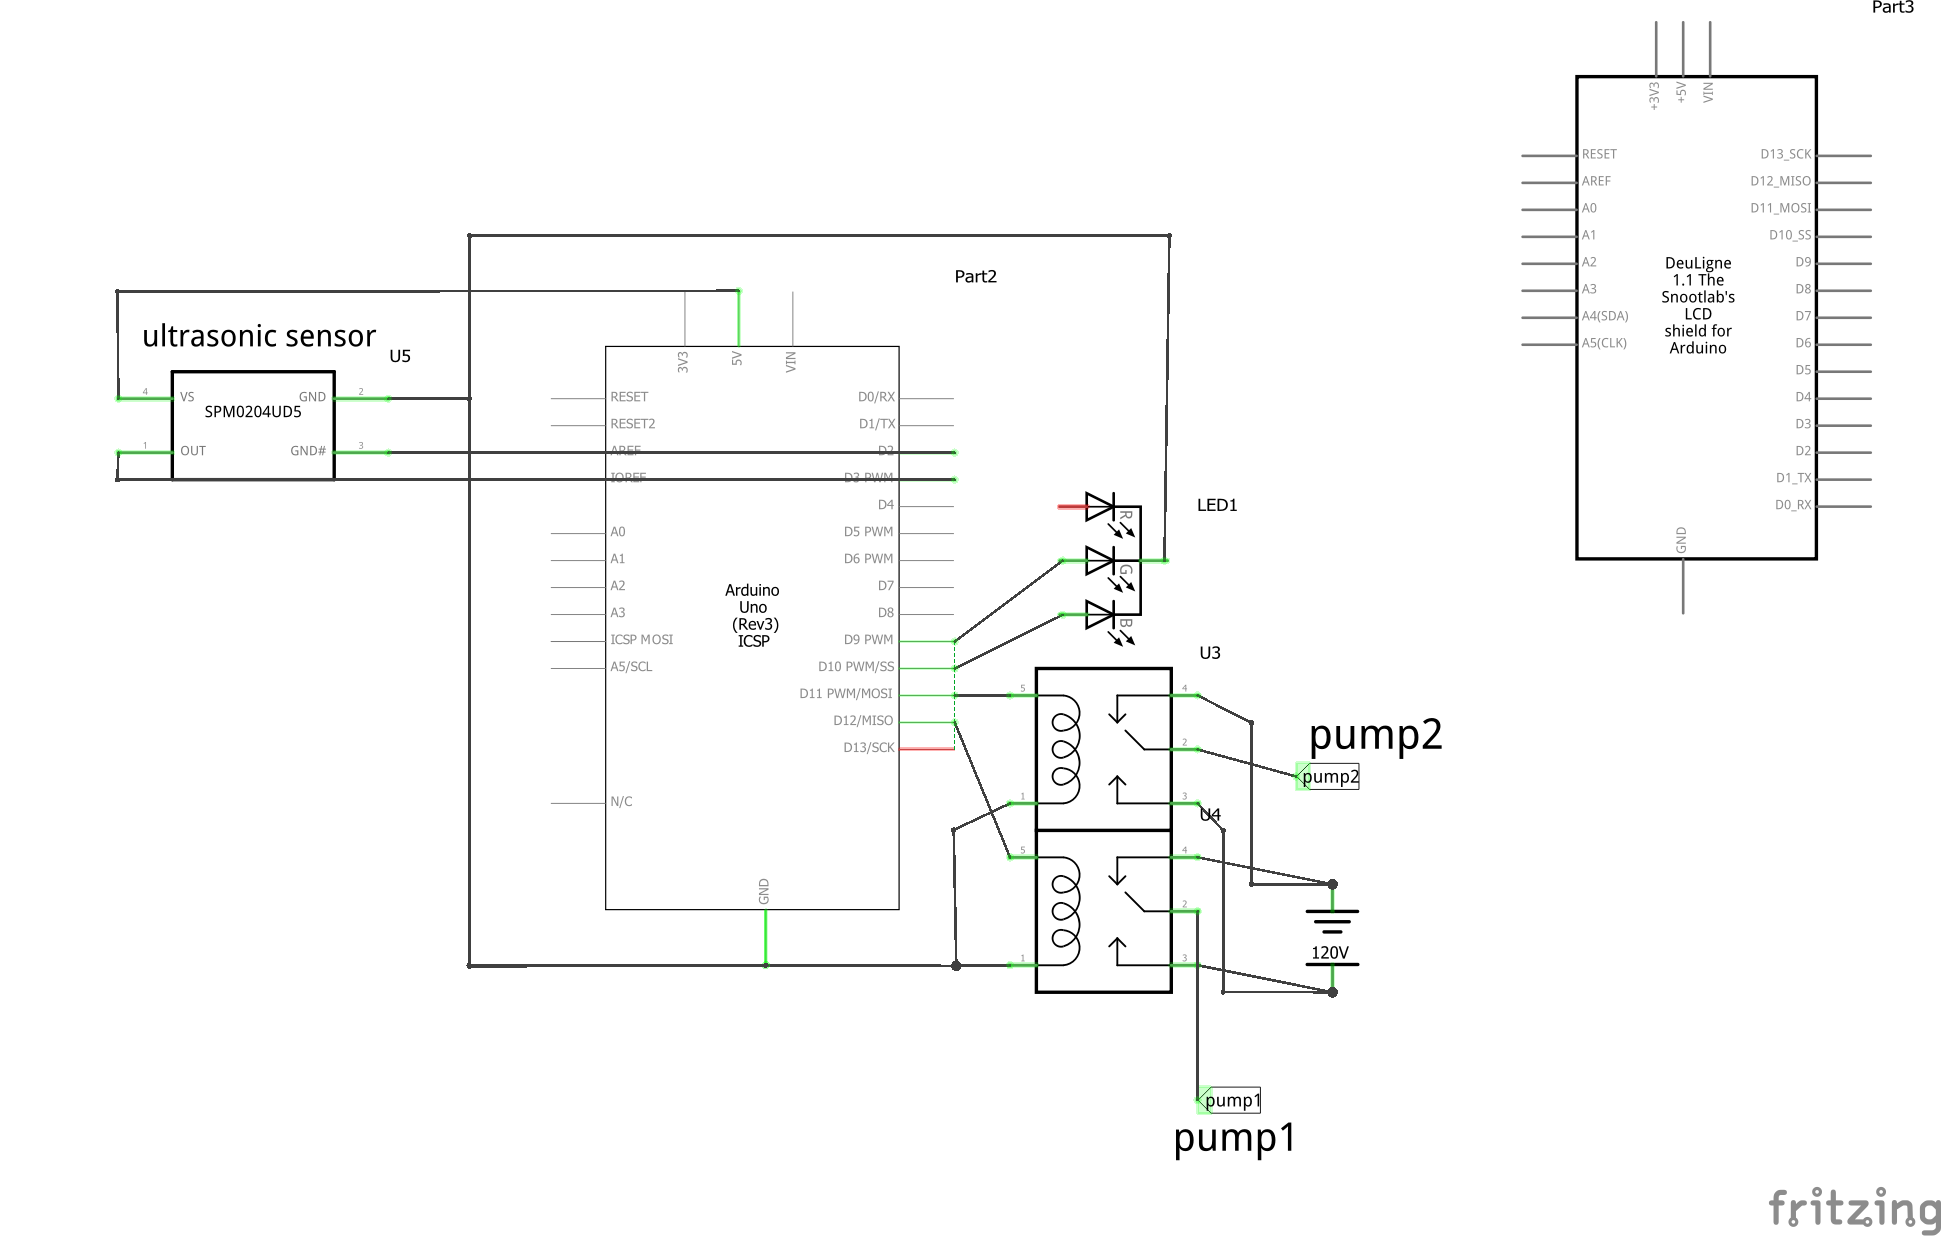 Part3
+3V3
+5V
VIN
RESET
AREF
A0
A1
A2
A3
A4(SDA)
A5(CLK)
D13_SCK
D12_MISO
D11_MOSI
D10_SS
D9
D8
D7
D6
D5
D4
D3
D2
D1_TX
D0_RX
DeuLigne
1.1 The
Snootlab's
LCD
shield for
Arduino
GND
Part2
ultrasonic sensor
U5
4
VS
GND
2
SPM0204UD5
1
OUT
GND#
3
3V3
5V
VIN
RESET
RESET2
AREF
IOREF
A0
A1
A2
A3
ICSP MOSI
A5/SCL
N/C
D0/RX
D1/TX
D2
D3 PWM
D4
D5 PWM
D6 PWM
D7
D8
D9 PWM
D10 PWM/SS
D11 PWM/MOSI
D12/MISO
D13/SCK
Arduino
Uno
(Rev3)
ICSP
GND
LED1
R
G
B
U3
5
4
2
1
3
pump2
pump2
U4
5
4
2
1
3
120V
pump1
pump1
fritzing